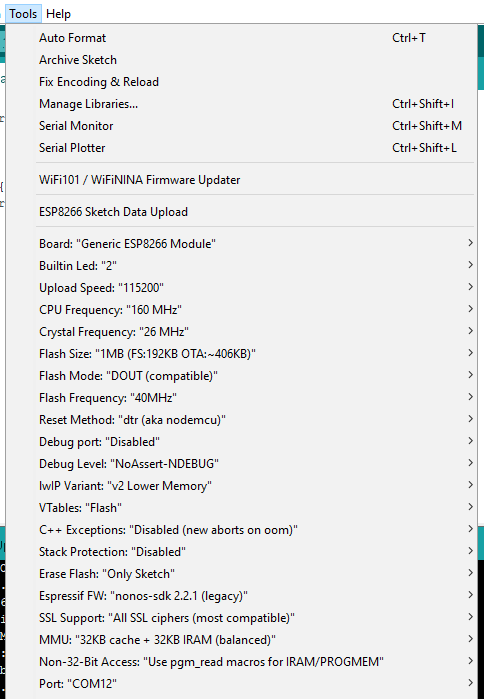 Tools Help
Auto Format Ctrl+T
Archive Sketch
Fix Encoding & Reload
Manage Libraries... Ctrl+Shift+I
Serial Monitor Ctrl+Shift+M
Serial Plotter Ctrl+Shift+L
WiFi101 / WiFiNINA Firmware Updater
ESP8266 Sketch Data Upload
Board: "Generic ESP8266 Module"
Builtin Led: "2"
Upload Speed: "115200"
CPU Frequency: "160 MHz"
Crystal Frequency: "26 MHz"
Flash Size: "1MB (FS:192KB OTA:~406KB)"
Flash Mode: "DOUT (compatible)"
Flash Frequency: "40MHz"
Reset Method: "dtr (aka nodemcu)"
Debug port: "Disabled"
Debug Level: "NoAssert-NDEBUG"
lwIP Variant: "v2 Lower Memory"
VTables: "Flash"
C++ Exceptions: "Disabled (new aborts on oom)"
Stack Protection: "Disabled"
Erase Flash: "Only Sketch"
Espressif FW: "nonos-sdk 2.2.1 (legacy)"
SSL Support: "All SSL ciphers (most compatible)"
MMU: "32KB cache + 32KB IRAM (balanced)"
Non-32-Bit Access: "Use pgm_read macros for IRAM/PROGMEM"
Port: "COM12"